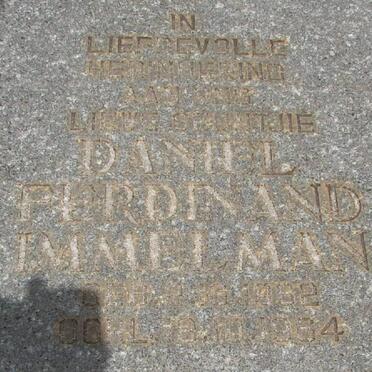 IN
LIEFDEVOLLE
HERINNERING
AAN ONS
LIEWE SEUNTJIE
DANIEL
FERDINAND
IMMELMAN
GEB.
OORL.